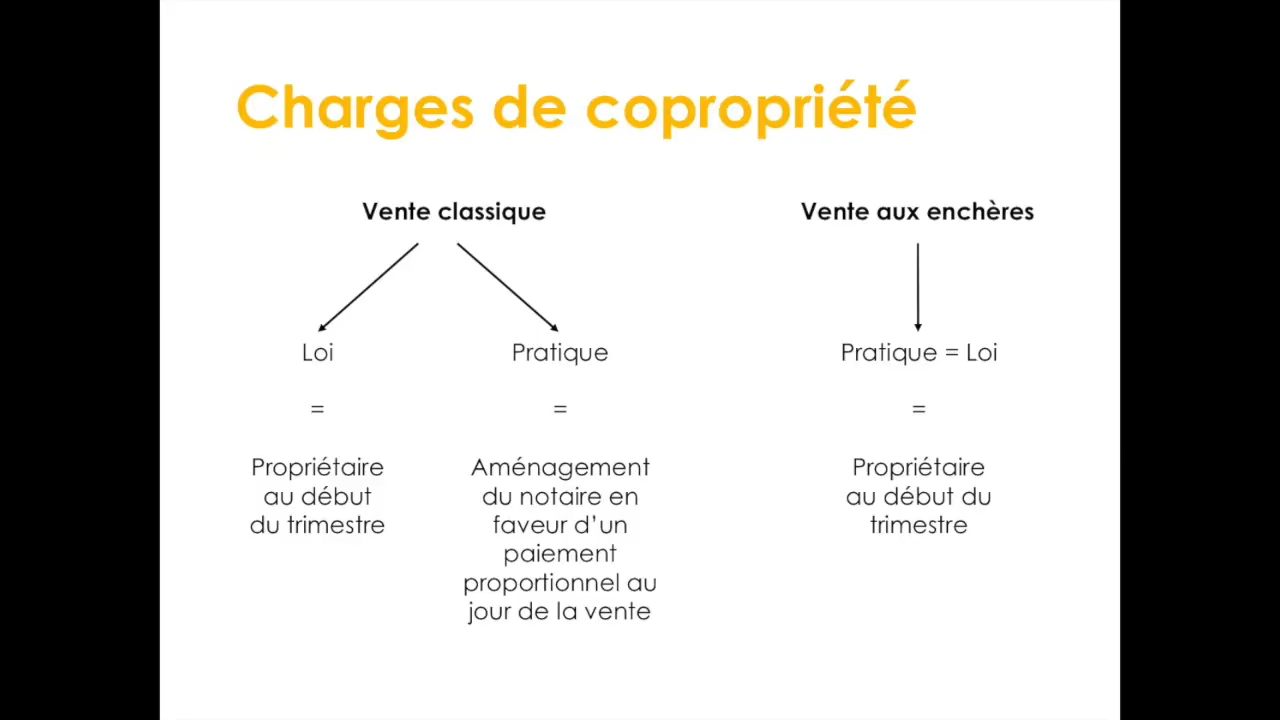 Charges de copropriété
Vente classique
Loi
=
Propriétaire
au début
du trimestre
Pratique
=
Aménagement
du notaire en
faveur d’un
paiement
proportionnel au
jour de la vente
Vente aux enchères
Pratique = Loi
=
Propriétaire
au début du
trimestre